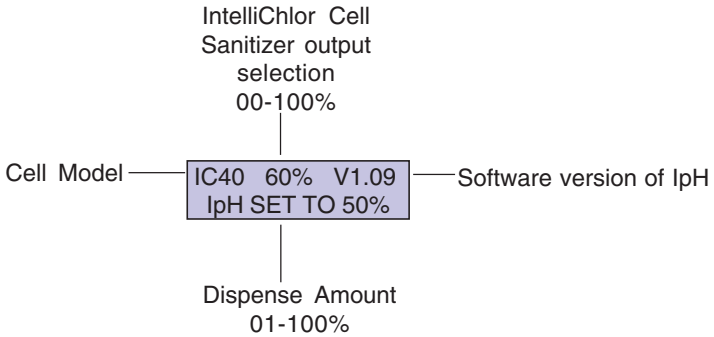 IntelliChlor Cell
Sanitizer output
selection
00-100%
Cell Model
IC40 60% V1.09
IpH SET TO 50%
Software version of IpH
Dispense Amount
01-100%